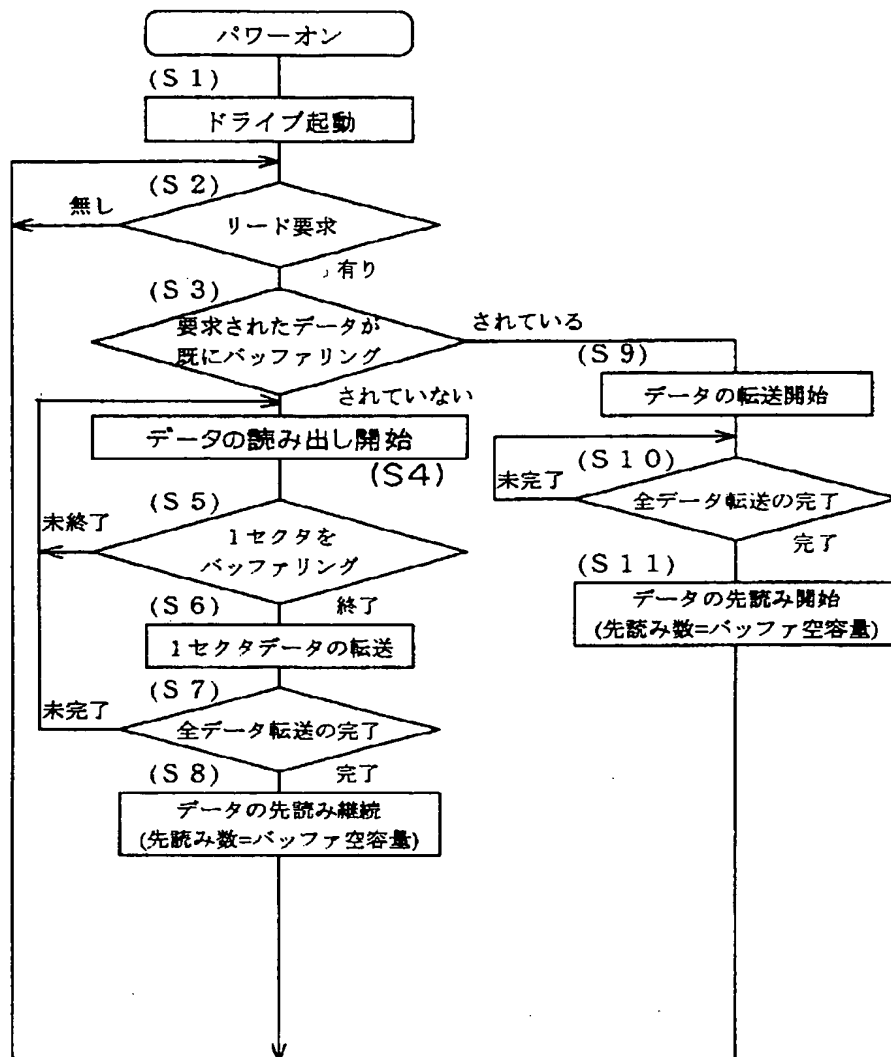 パワーオン
(S1)
ドライブ起動
(S2)
無し
リード要求
有り
(S3)
要求されたデータが
既にバッファリング
されている
されていない
データの読み出し開始
(S4)
(S5)
未終了
1セクタを
バッファリング
終了
(S6)
1セクタデータの転送
(S7)
未完了
全データ転送の完了
完了
(S8)
データの先読み継続
(先読み数=バッファ空容量)
(S9)
データの転送開始
(S10)
未完了
全データ転送の完了
完了
(S11)
データの先読み開始
(先読み数=バッファ空容量)